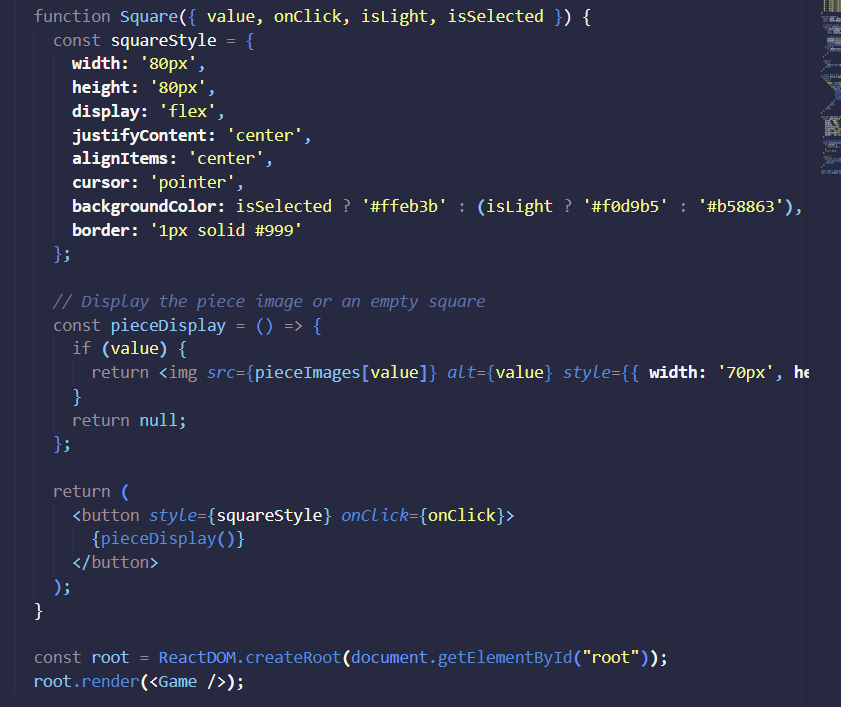 function Square({ value, onClick, isLight, isSelected }) {
const squareStyle = {
width: '80px',
height: '80px',
display: 'flex',
justifyContent: 'center',
alignItems: 'center',
cursor: 'pointer',
backgroundColor: isSelected ? '#ffeb3b' : (isLight ? '#f0d9b5' : '#b58863'),
border: '1px solid #999'
};
// Display the piece image or an empty square
const pieceDisplay = () => {
if (value) {
return <img src={pieceImages[value]} alt={value} style={{ width: '70px', he
}
return null;
};
return (
<button style={squareStyle} onClick={onClick}>
{pieceDisplay()}
</button>
);
}
const root = ReactDOM.createRoot(document.getElementById("root"));
root.render(<Game />);